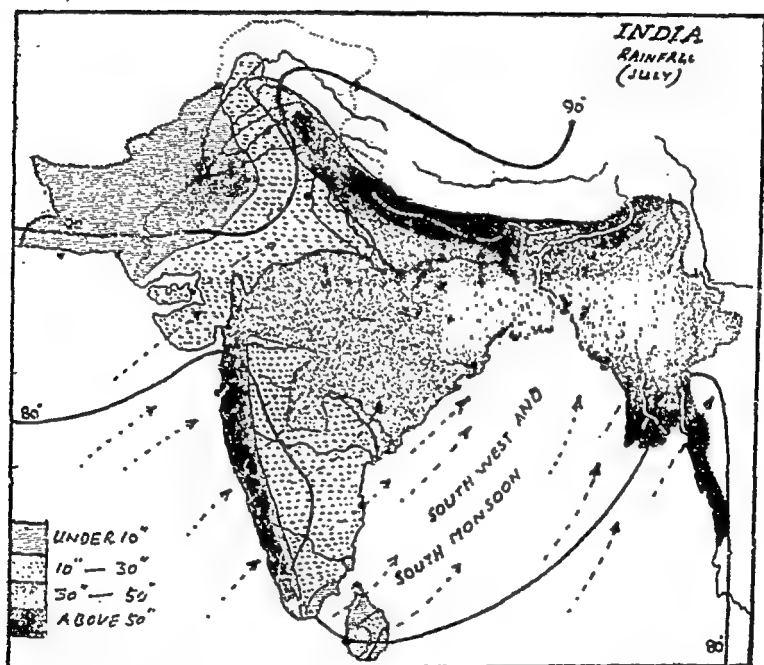 INDIA
RAINFALL
(JULY)
90°
90°
80°
SOUTH WEST AND
SOUTH MONSOON
UNDER 10"
10" — 30"
30" — 50"
ABOVE 50"
80°